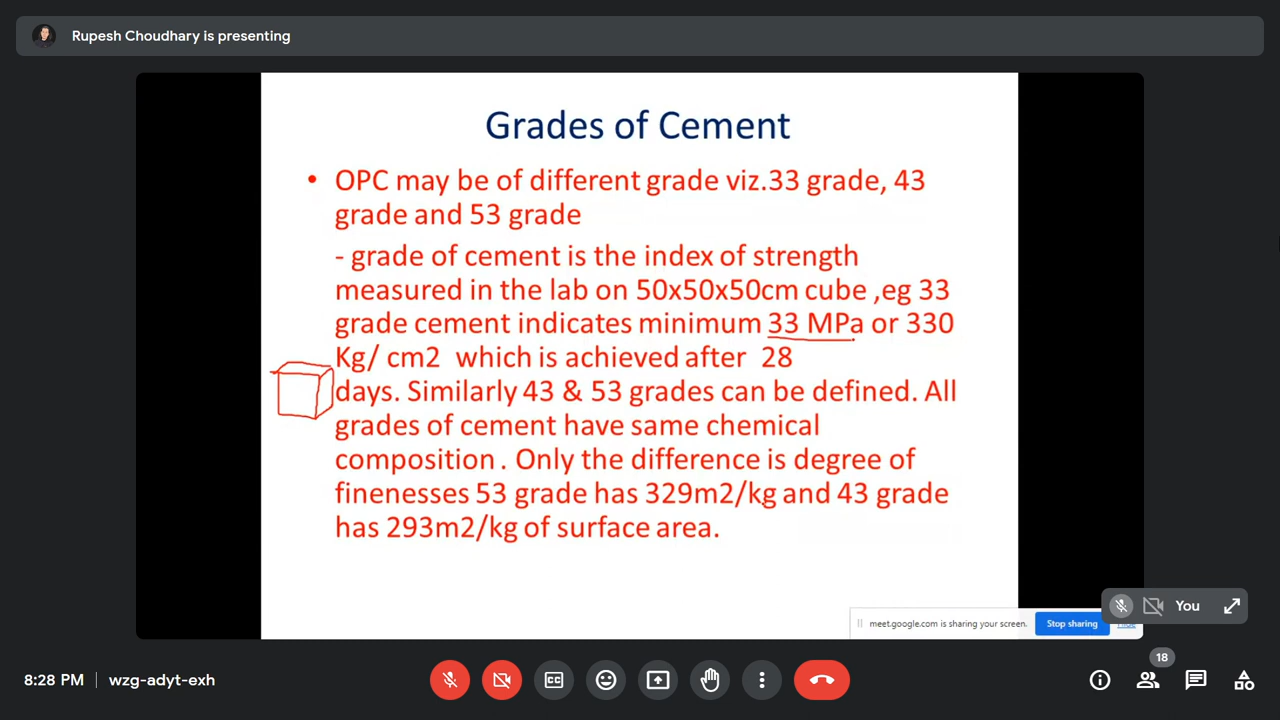 Rupesh Choudhary is presenting
Grades of Cement
• OPC may be of different grade viz.33 grade, 43
grade and 53 grade
- grade of cement is the index of strength
measured in the lab on 50x50x50cm cube ,eg 33
grade cement indicates minimum 33 MPa or 330
Kg/ cm2 which is achieved after 28
days. Similarly 43 & 53 grades can be defined. All
grades of cement have same chemical
composition . Only the difference is degree of
finenesses 53 grade has 329m2/kg and 43 grade
has 293m2/kg of surface area.
You
meet.google.com is sharing your screen.
Stop sharing
18
8:28 PM
wzg-adyt-exh